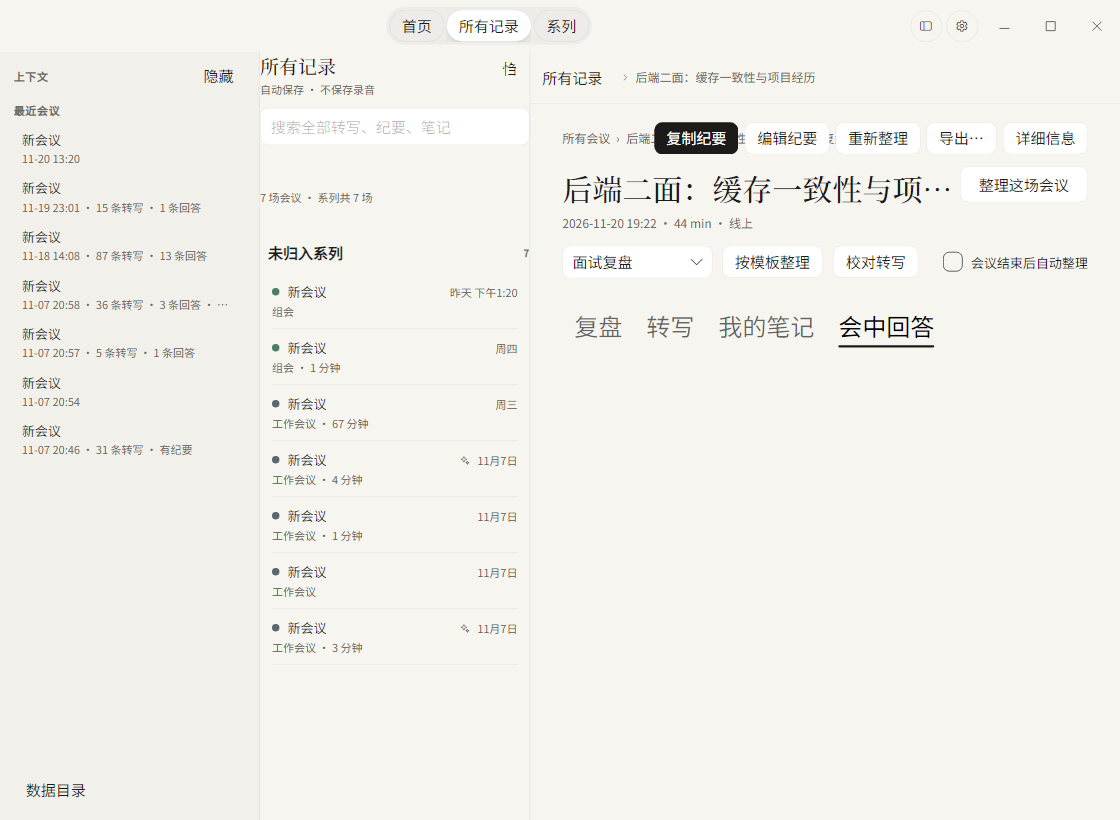 首页 所有记录 系列
上下文 隐藏
最近会议
新会议
11-20 13:20
新会议
11-19 23:01 · 15 条转写 · 1 条回答
新会议
11-18 14:08 · 87 条转写 · 13 条回答
新会议
11-07 20:58 · 36 条转写 · 3 条回答 · …
新会议
11-07 20:57 · 5 条转写 · 1 条回答
新会议
11-07 20:54
新会议
11-07 20:46 · 31 条转写 · 有纪要
数据目录
所有记录
自动保存 · 不保存录音
搜索全部转写、纪要、笔记
7 场会议 · 系列共 7 场
未归入系列 7
新会议 昨天 下午1:20
组会
新会议 周四
组会 · 1 分钟
新会议 周三
工作会议 · 67 分钟
新会议 11月7日
工作会议 · 4 分钟
新会议 11月7日
工作会议 · 1 分钟
新会议 11月7日
工作会议
新会议 11月7日
工作会议 · 3 分钟
所有记录 › 后端二面：缓存一致性与项目经历
所有会议 › 后端 复制纪要 编辑纪要 重新整理 导出… 详细信息
后端二面：缓存一致性与项… 整理这场会议
2026-11-20 19:22 · 44 min · 线上
面试复盘 按模板整理 校对转写 会议结束后自动整理
复盘 转写 我的笔记 会中回答